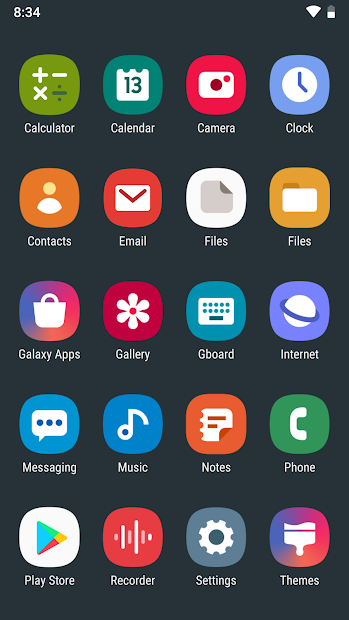 8:34
13
Calculator Calendar Camera Clock
Contacts Email Files Files
Galaxy Apps Gallery Gboard Internet
Messaging Music Notes Phone
Play Store Recorder Settings Themes